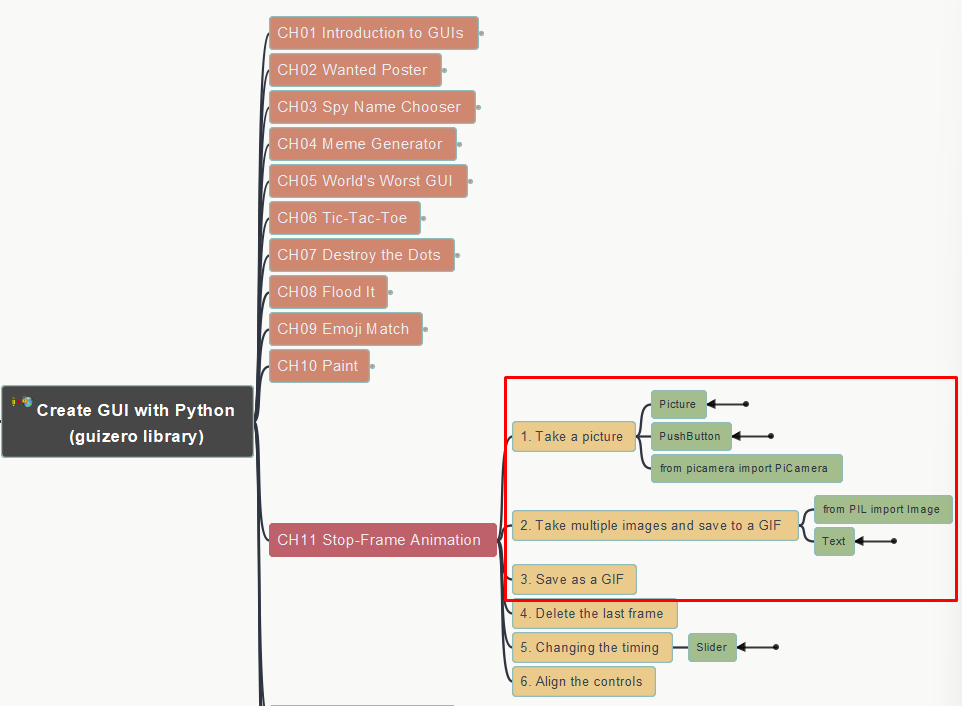 CH01 Introduction to GUIs
CH02 Wanted Poster
CH03 Spy Name Chooser
CH04 Meme Generator
CH05 World's Worst GUI
CH06 Tic-Tac-Toe
CH07 Destroy the Dots
CH08 Flood It
CH09 Emoji Match
CH10 Paint
Create GUI with Python
(guizero library)
CH11 Stop-Frame Animation
1. Take a picture
Picture
PushButton
from picamera import PiCamera
2. Take multiple images and save to a GIF
from PIL import Image
Text
3. Save as a GIF
4. Delete the last frame
5. Changing the timing
Slider
6. Align the controls